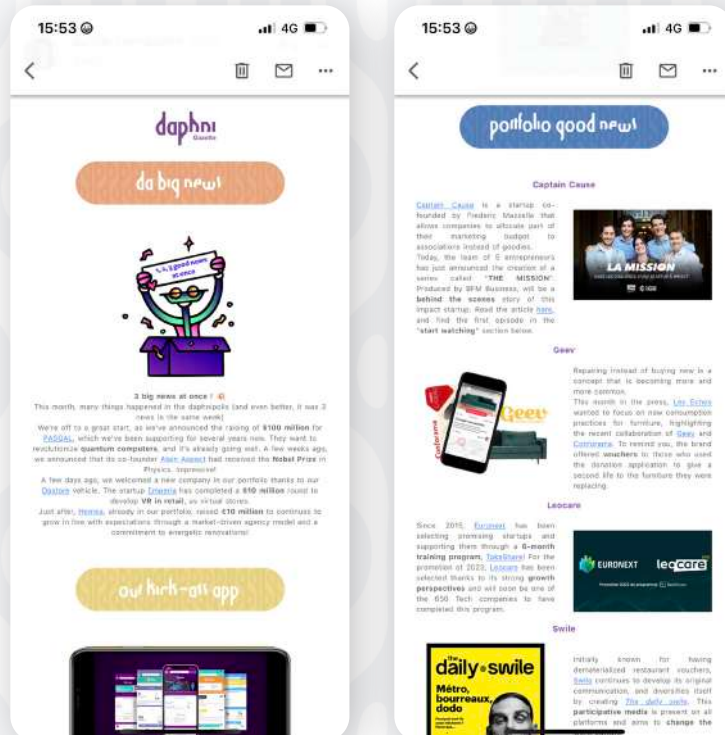 15:53
4G
daphni
Gazette
da big news
1, 2, 3 good news
at once
3 big news at once !
This month, many things happened in the daphnipolis (and even better, it was 3
news in the same week)
We're off to a great start, as we've announced the raising of $100 million for
PASQAL, which we've been supporting for several years now. They want to
revolutionize quantum computers, and it's already going well. A few weeks ago,
we announced that its co-founder Alain Aspect had received the Nobel Prize in
Physics. Impressive!
A few days ago, we welcomed a new company in our portfolio thanks to our
vehicle. The startup Emersya has completed a $10 million round to
develop VR in retail, as virtual stores.
Just after, Hemea, already in our portfolio, raised €10 million to continues to
grow in line with expectations through a market-driven agency model and a
commitment to energetic renovations!
our kick-ass app
15:53
4G
portfolio good news
Captain Cause
Captain Cause is a startup co-
founded by Frederic Mazzella that
allows companies to allocate part of
their marketing budget to
associations instead of goodies.
Today, the team of 5 entrepreneurs
has just announced the creation of a
series called "THE MISSION".
Produced by BFM Business, will be a
behind the scenes story of this
impact startup. Read the article here,
and find the first episode in the
"start watching" section below.
LA MISSION
Geev
Repairing instead of buying new is a
concept that is becoming more and
more common.
This month in the press, Les Echos
wanted to focus on new consumption
practices for furniture, highlighting
the recent collaboration of Geev and
Conforama. To remind you, the brand
offered vouchers to those who used
the donation application to give a
second life to the furniture they were
replacing.
Conforama
Geev
Leocare
Since 2015, Euronext has been
selecting promising startups and
supporting them through a 6-month
training program, TechShare! For the
promotion of 2023, Leocare has been
selected thanks to its strong growth
perspectives and will soon be one of
the 650 Tech companies to have
completed this program.
EURONEXT
leocare
Swile
the
daily swile
Métro,
bourreaux,
dodo
Initially known for having
dematerialized restaurant vouchers,
Swile continues to develop its original
communication, and diversifies itself
by creating The daily swile. This
participative media is present on all
platforms and aims to change the